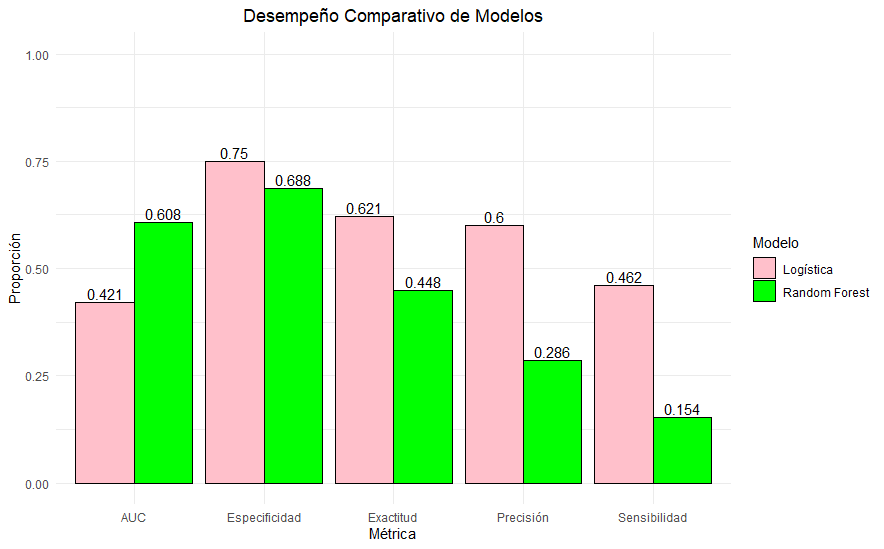 Desempeño Comparativo de Modelos
1.00
0.75
0.50
0.25
0.00
Proporción
0.421
0.608
0.75
0.688
0.621
0.448
0.6
0.286
0.462
0.154
AUC
Especificidad
Exactitud
Precisión
Sensibilidad
Métrica
Modelo
Logística
Random Forest